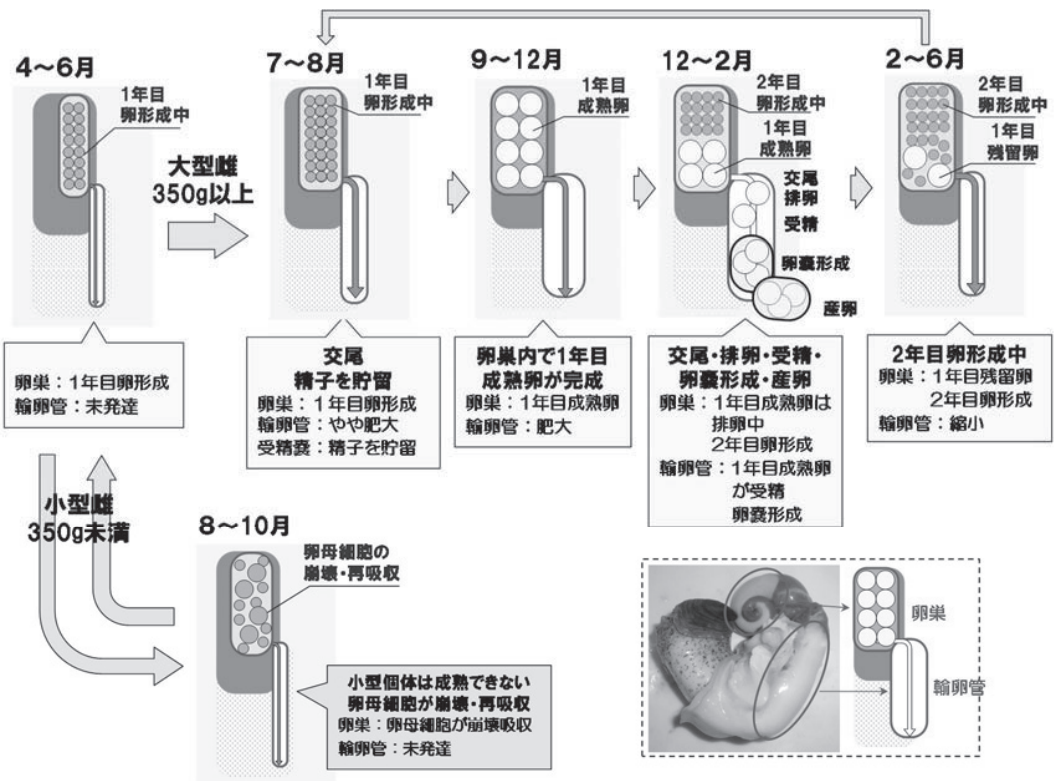 4～6月
1年目
卵形成中
大型雌
350g以上
7～8月
1年目
卵形成中
9～12月
1年目
成熟卵
12～2月
2年目
卵形成中
1年目
成熟卵
交尾
排卵
受精
卵嚢形成
産卵
2～6月
2年目
卵形成中
1年目
残留卵
卵巣：1年目卵形成
輸卵管：未発達
交尾
精子を貯留
卵巣：1年目卵形成
輸卵管：やや肥大
受精嚢：精子を貯留
卵巣内で1年目
成熟卵が完成
卵巣：1年目成熟卵
輸卵管：肥大
交尾・排卵・受精・
卵嚢形成・産卵
卵巣：1年目成熟卵は
排卵中
2年目卵形成
輸卵管：1年目成熟卵
が受精
卵嚢形成
2年目卵形成中
卵巣：1年目残留卵
2年目卵形成
輸卵管：縮小
小型雌
350g未満
8～10月
卵母細胞の
崩壊・再吸収
小型個体は成熟できない
卵母細胞が崩壊・再吸収
卵巣：卵母細胞が崩壊吸収
輸卵管：未発達
卵巣
輸卵管